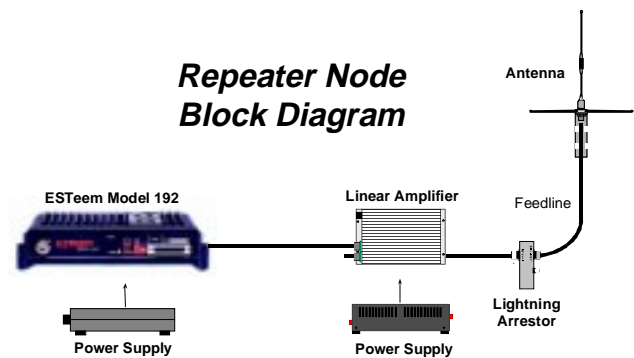 Repeater Node
Block Diagram
Antenna
ESTeem Model 192
Linear Amplifier
Feedline
Lightning
Arrestor
Power Supply
Power Supply